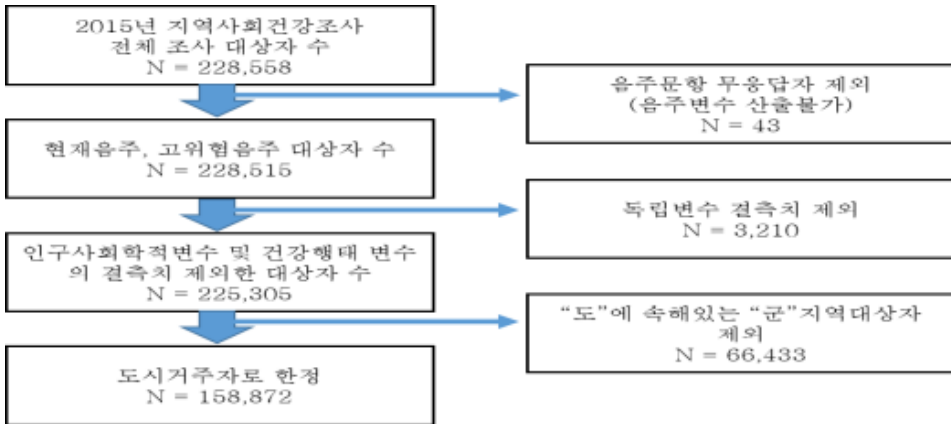 2015년 지역사회건강조사
전체 조사 대상자 수
N = 228,558
음주문항 무응답자 제외
(음주변수 산출불가)
N = 43
현재음주, 고위험음주 대상자 수
N = 228,515
독립변수 결측치 제외
N = 3,210
인구사회학적변수 및 건강행태 변수
의 결측치 제외한 대상자 수
N = 225,305
“도”에 속해있는 “군”지역대상자
제외
N = 66,433
도시거주자로 한정
N = 158,872